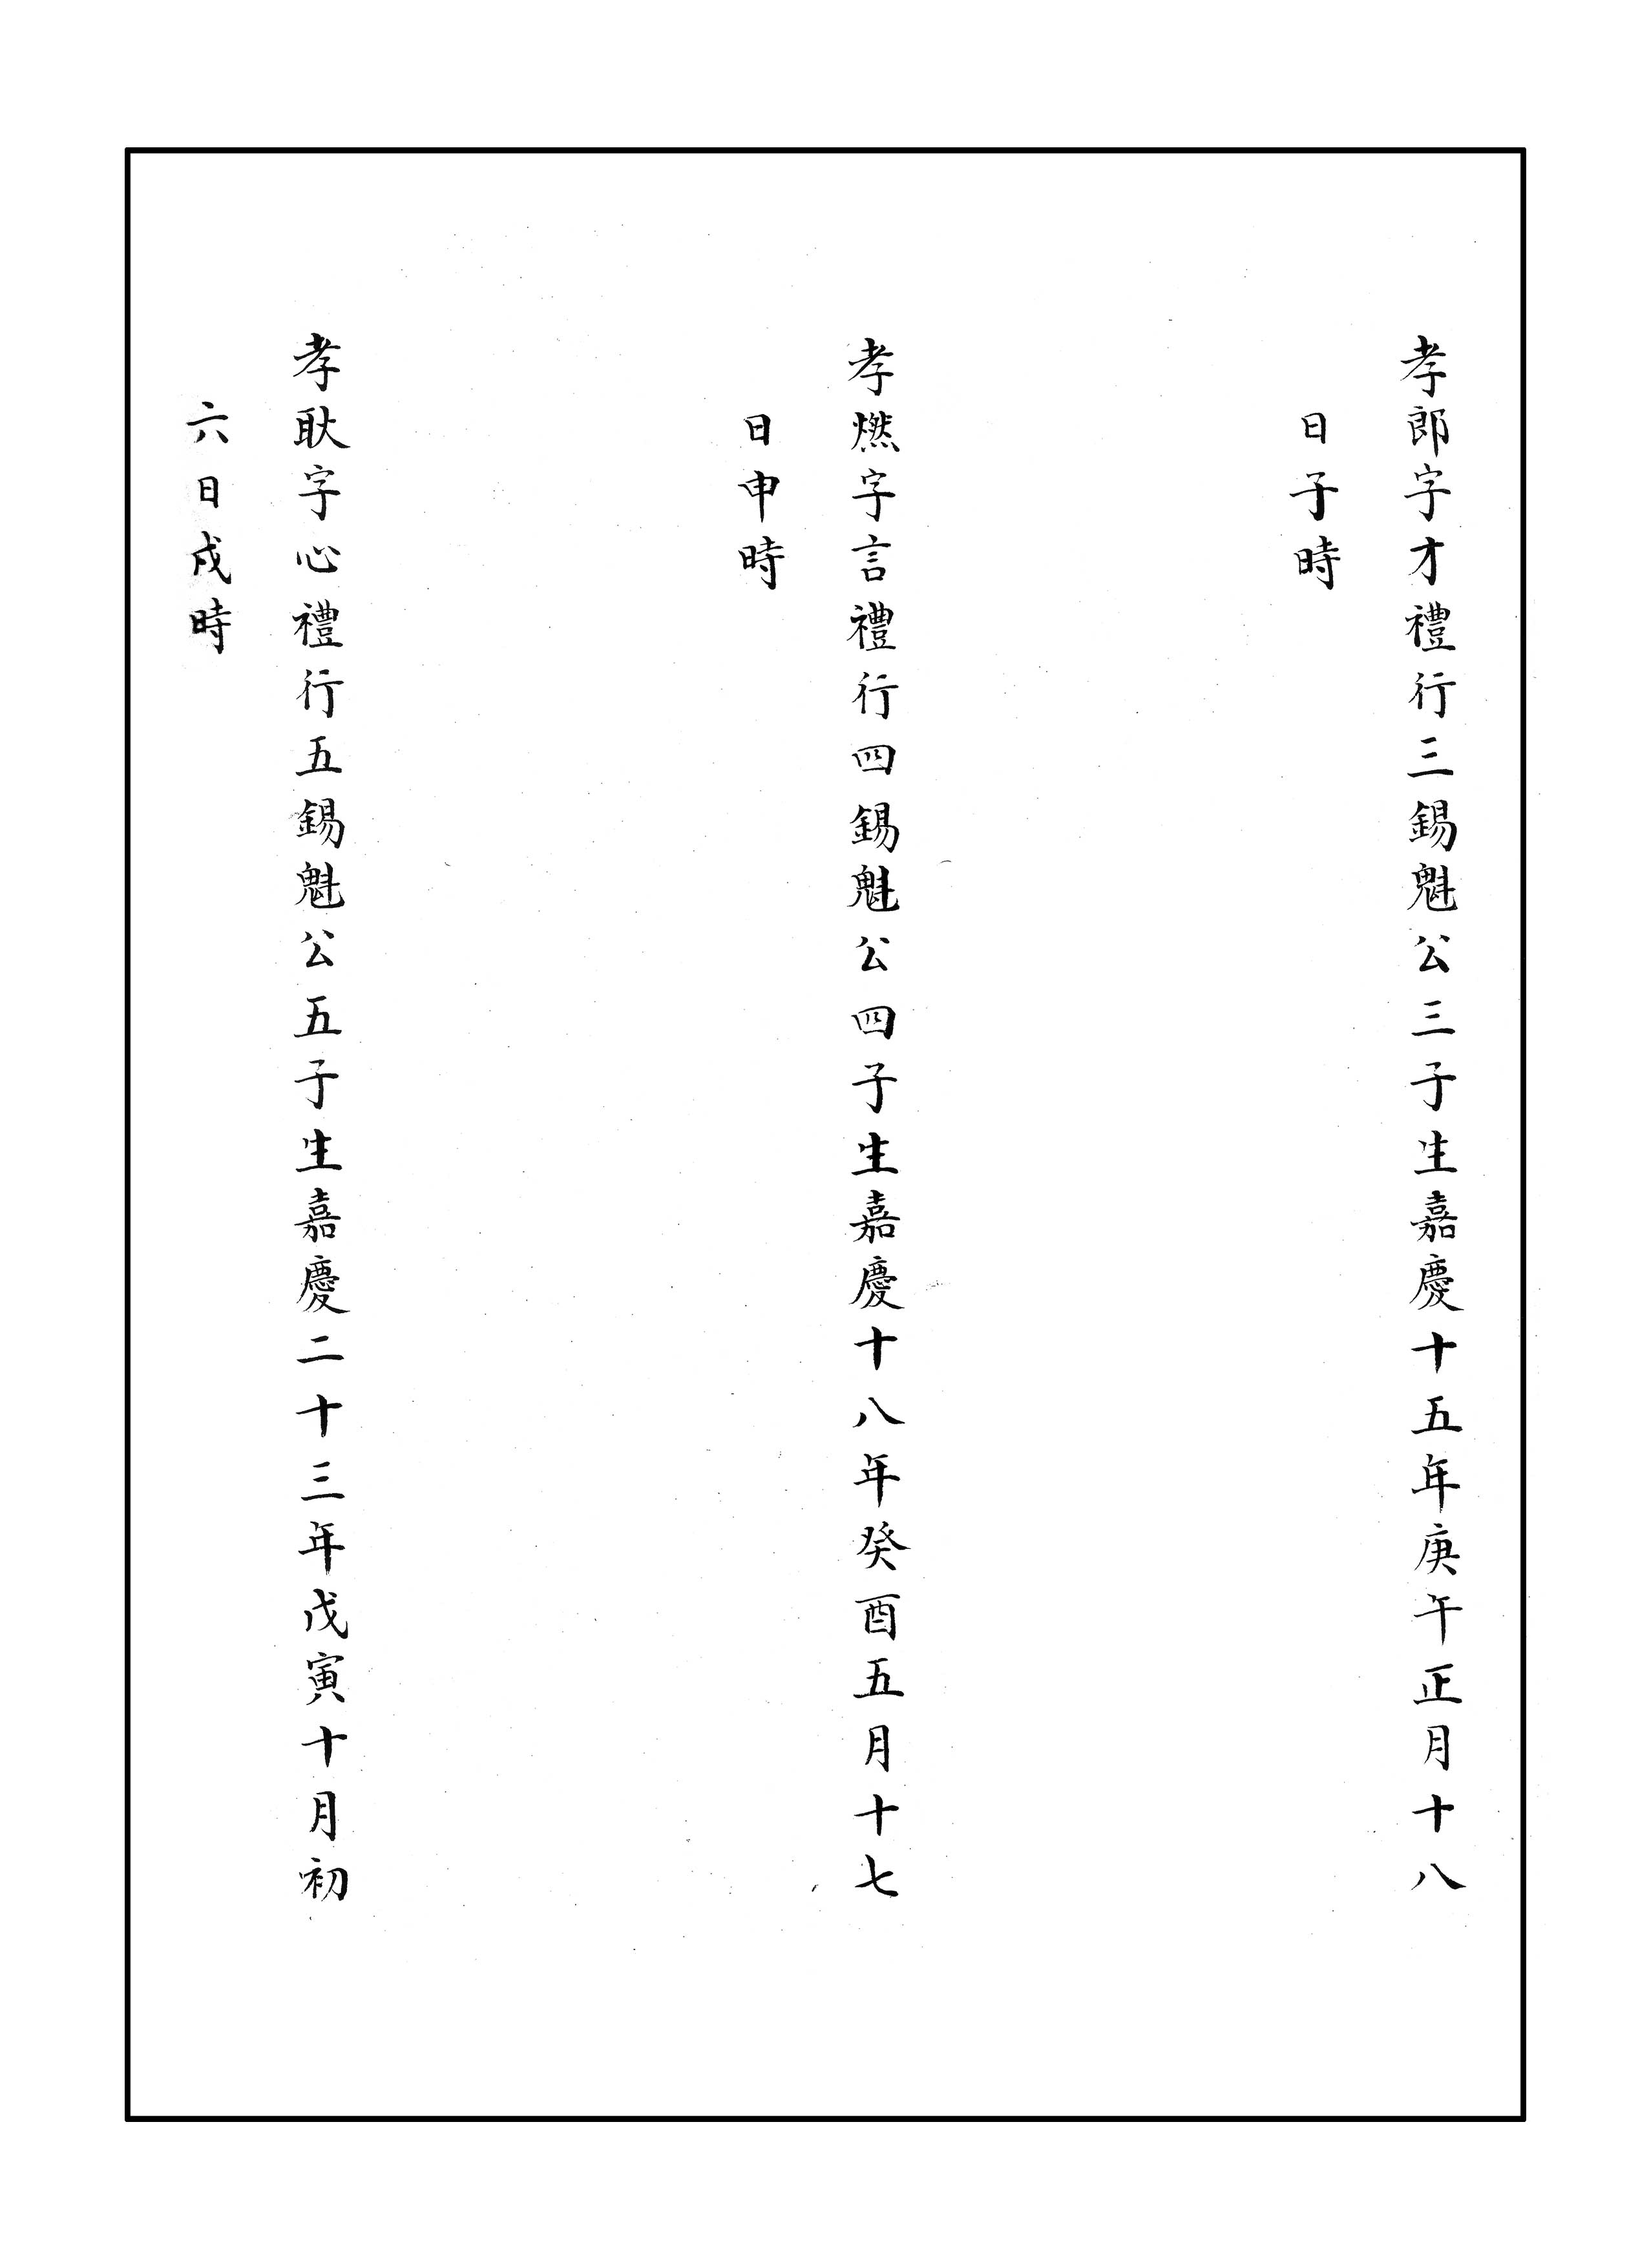 孝郎字才禮行三錫魁公三子生嘉慶十五年庚午正月十八
日子時
孝燃字言禮行四錫魁公四子生嘉慶十八年癸酉五月十七
日申時
孝耿字心禮行五錫魁公五子生嘉慶二十三年戊寅十月初
六日戌時